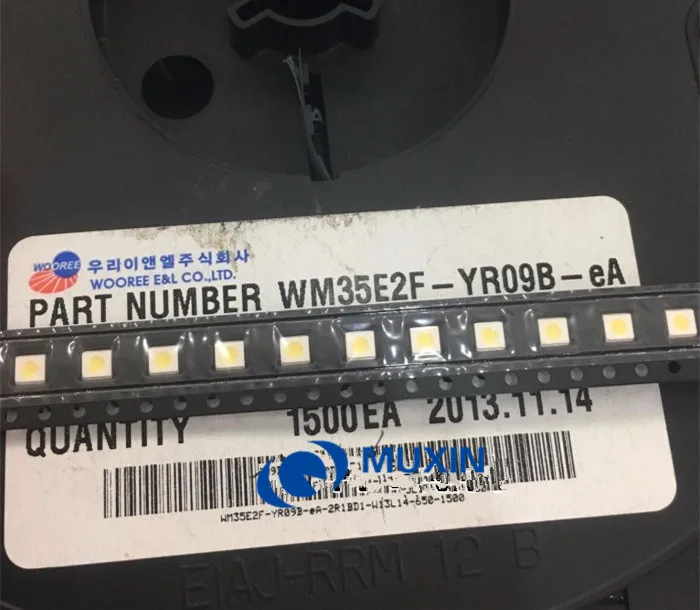 WOOREE 우리이앤엘주식회사
WOOREE E&L CO.,LTD.
PART NUMBER WM35E2F-YR09B-eA
QUANTITY 1500EA 2013.11.14
MUXIN
WM35E2F-YR09B-eA-2R1BD1-W13L14-650-1500
EIAJ-RRM 12 B